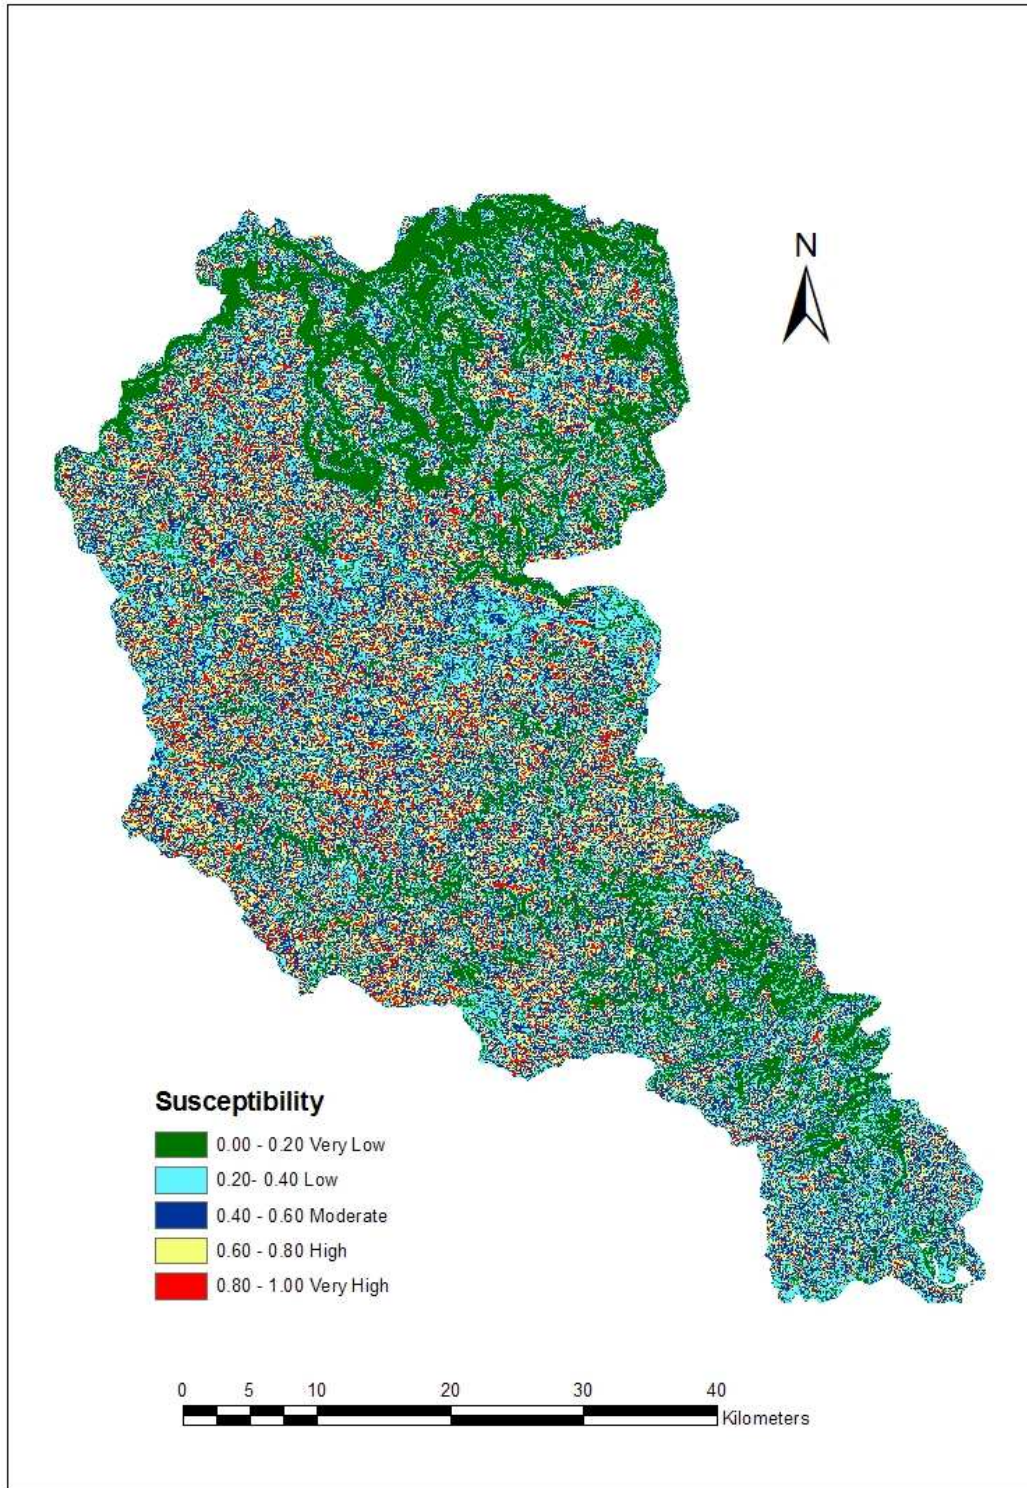 N
Susceptibility
0.00 - 0.20 Very Low
0.20- 0.40 Low
0.40 - 0.60 Moderate
0.60 - 0.80 High
0.80 - 1.00 Very High
0 5 10 20 30 40
Kilometers